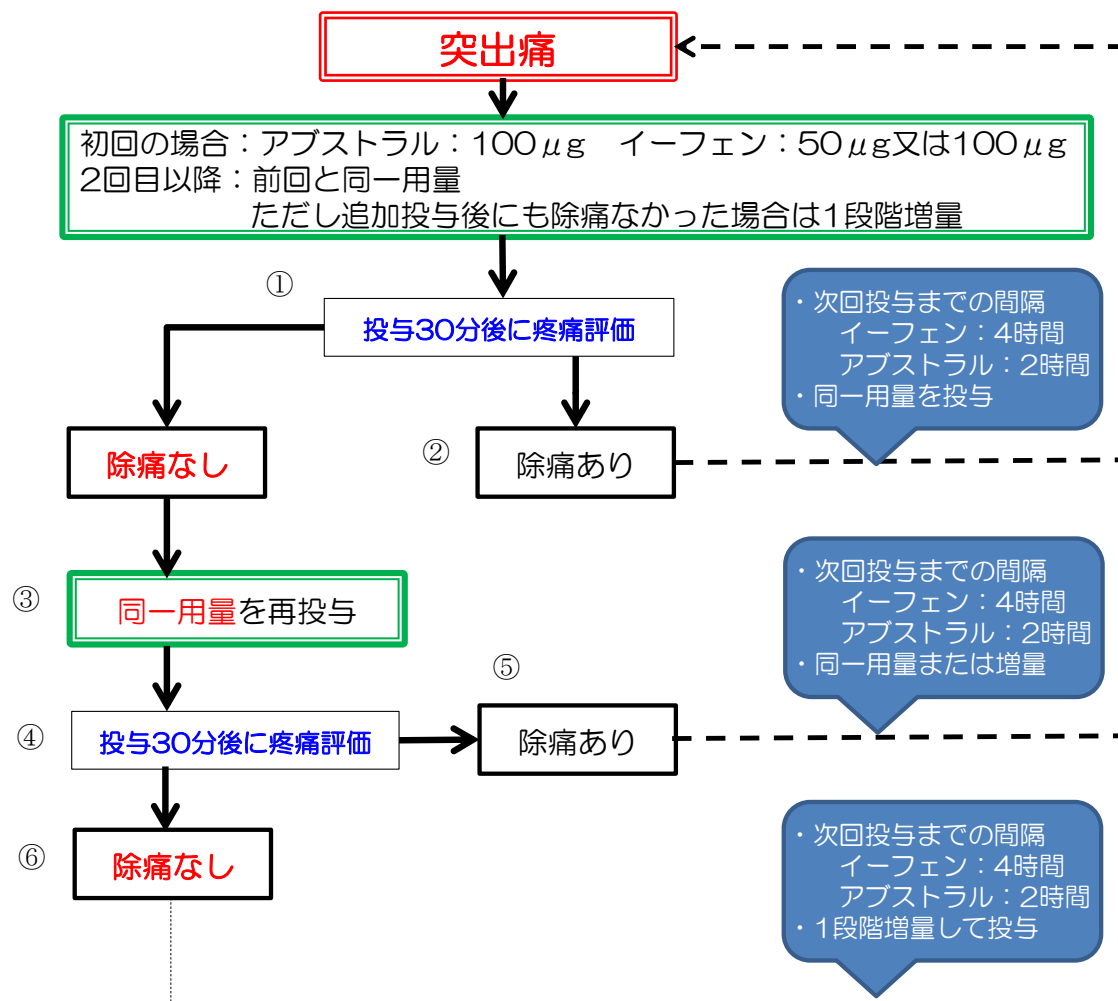 突出痛
初回の場合：アブストラル：100μg　イーフェン：50μg又は100μg
2回目以降：前回と同一用量
ただし追加投与後にも除痛なかった場合は1段階増量
①
投与30分後に疼痛評価
・次回投与までの間隔
イーフェン：4時間
アブストラル：2時間
・同一用量を投与
除痛なし
②
除痛あり
③
同一用量を再投与
・次回投与までの間隔
イーフェン：4時間
アブストラル：2時間
・同一用量または増量
④
投与30分後に疼痛評価
⑤
除痛あり
⑥
除痛なし
・次回投与までの間隔
イーフェン：4時間
アブストラル：2時間
・1段階増量して投与